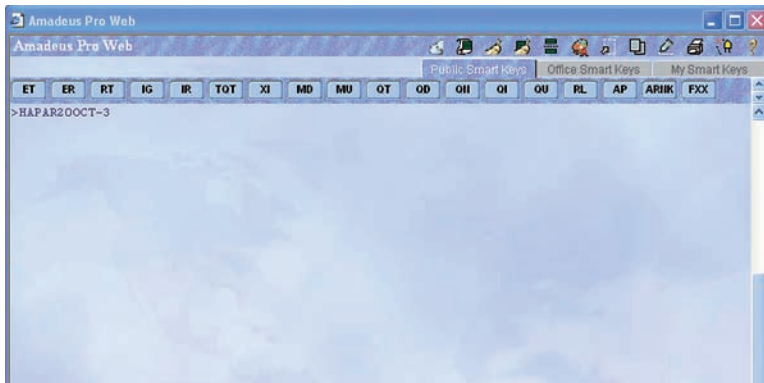 Amadeus Pro Web
Amadeus Pro Web
Public Smart Keys Office Smart Keys My Smart Keys
ET ER RT IG IR TOT XI MD MU OT OD OII OI OU RL AP ARIIK FXX
>HAPAR20OCT-3